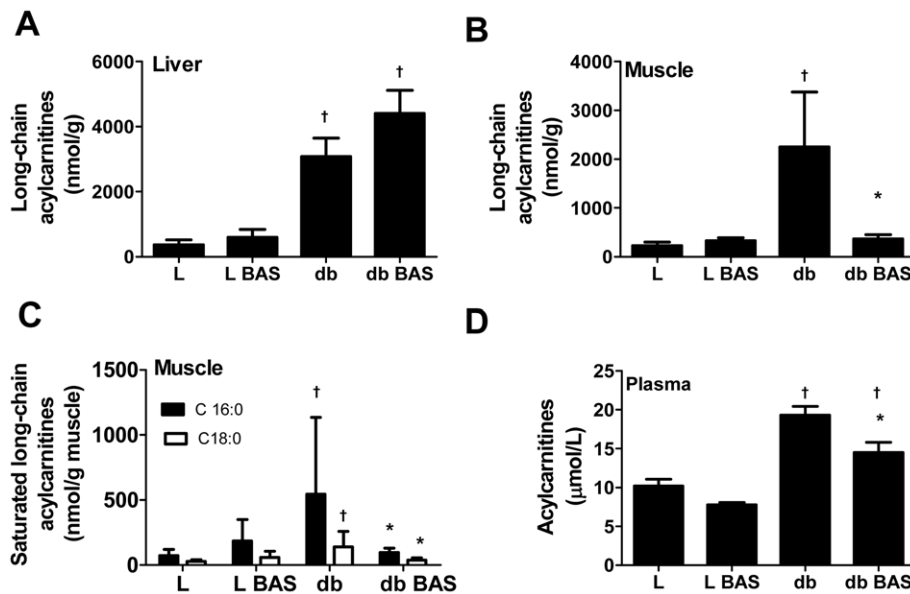 A
Liver
Long-chain
acylcarnitines
(nmol/g)
6000
4000
2000
0
†
†
L
L BAS
db
db BAS
B
Muscle
Long-chain
acylcarnitines
(nmol/g)
4000
3000
2000
1000
0
†
*
L
L BAS
db
db BAS
C
Muscle
Saturated long-chain
acylcarnitines
(nmol/g muscle)
1500
1000
500
0
C 16:0
C18:0
†
†
*
*
L
L BAS
db
db BAS
D
Plasma
Acylcarnitines
(μmol/L)
25
20
15
10
5
0
†
†
*
L
L BAS
db
db BAS